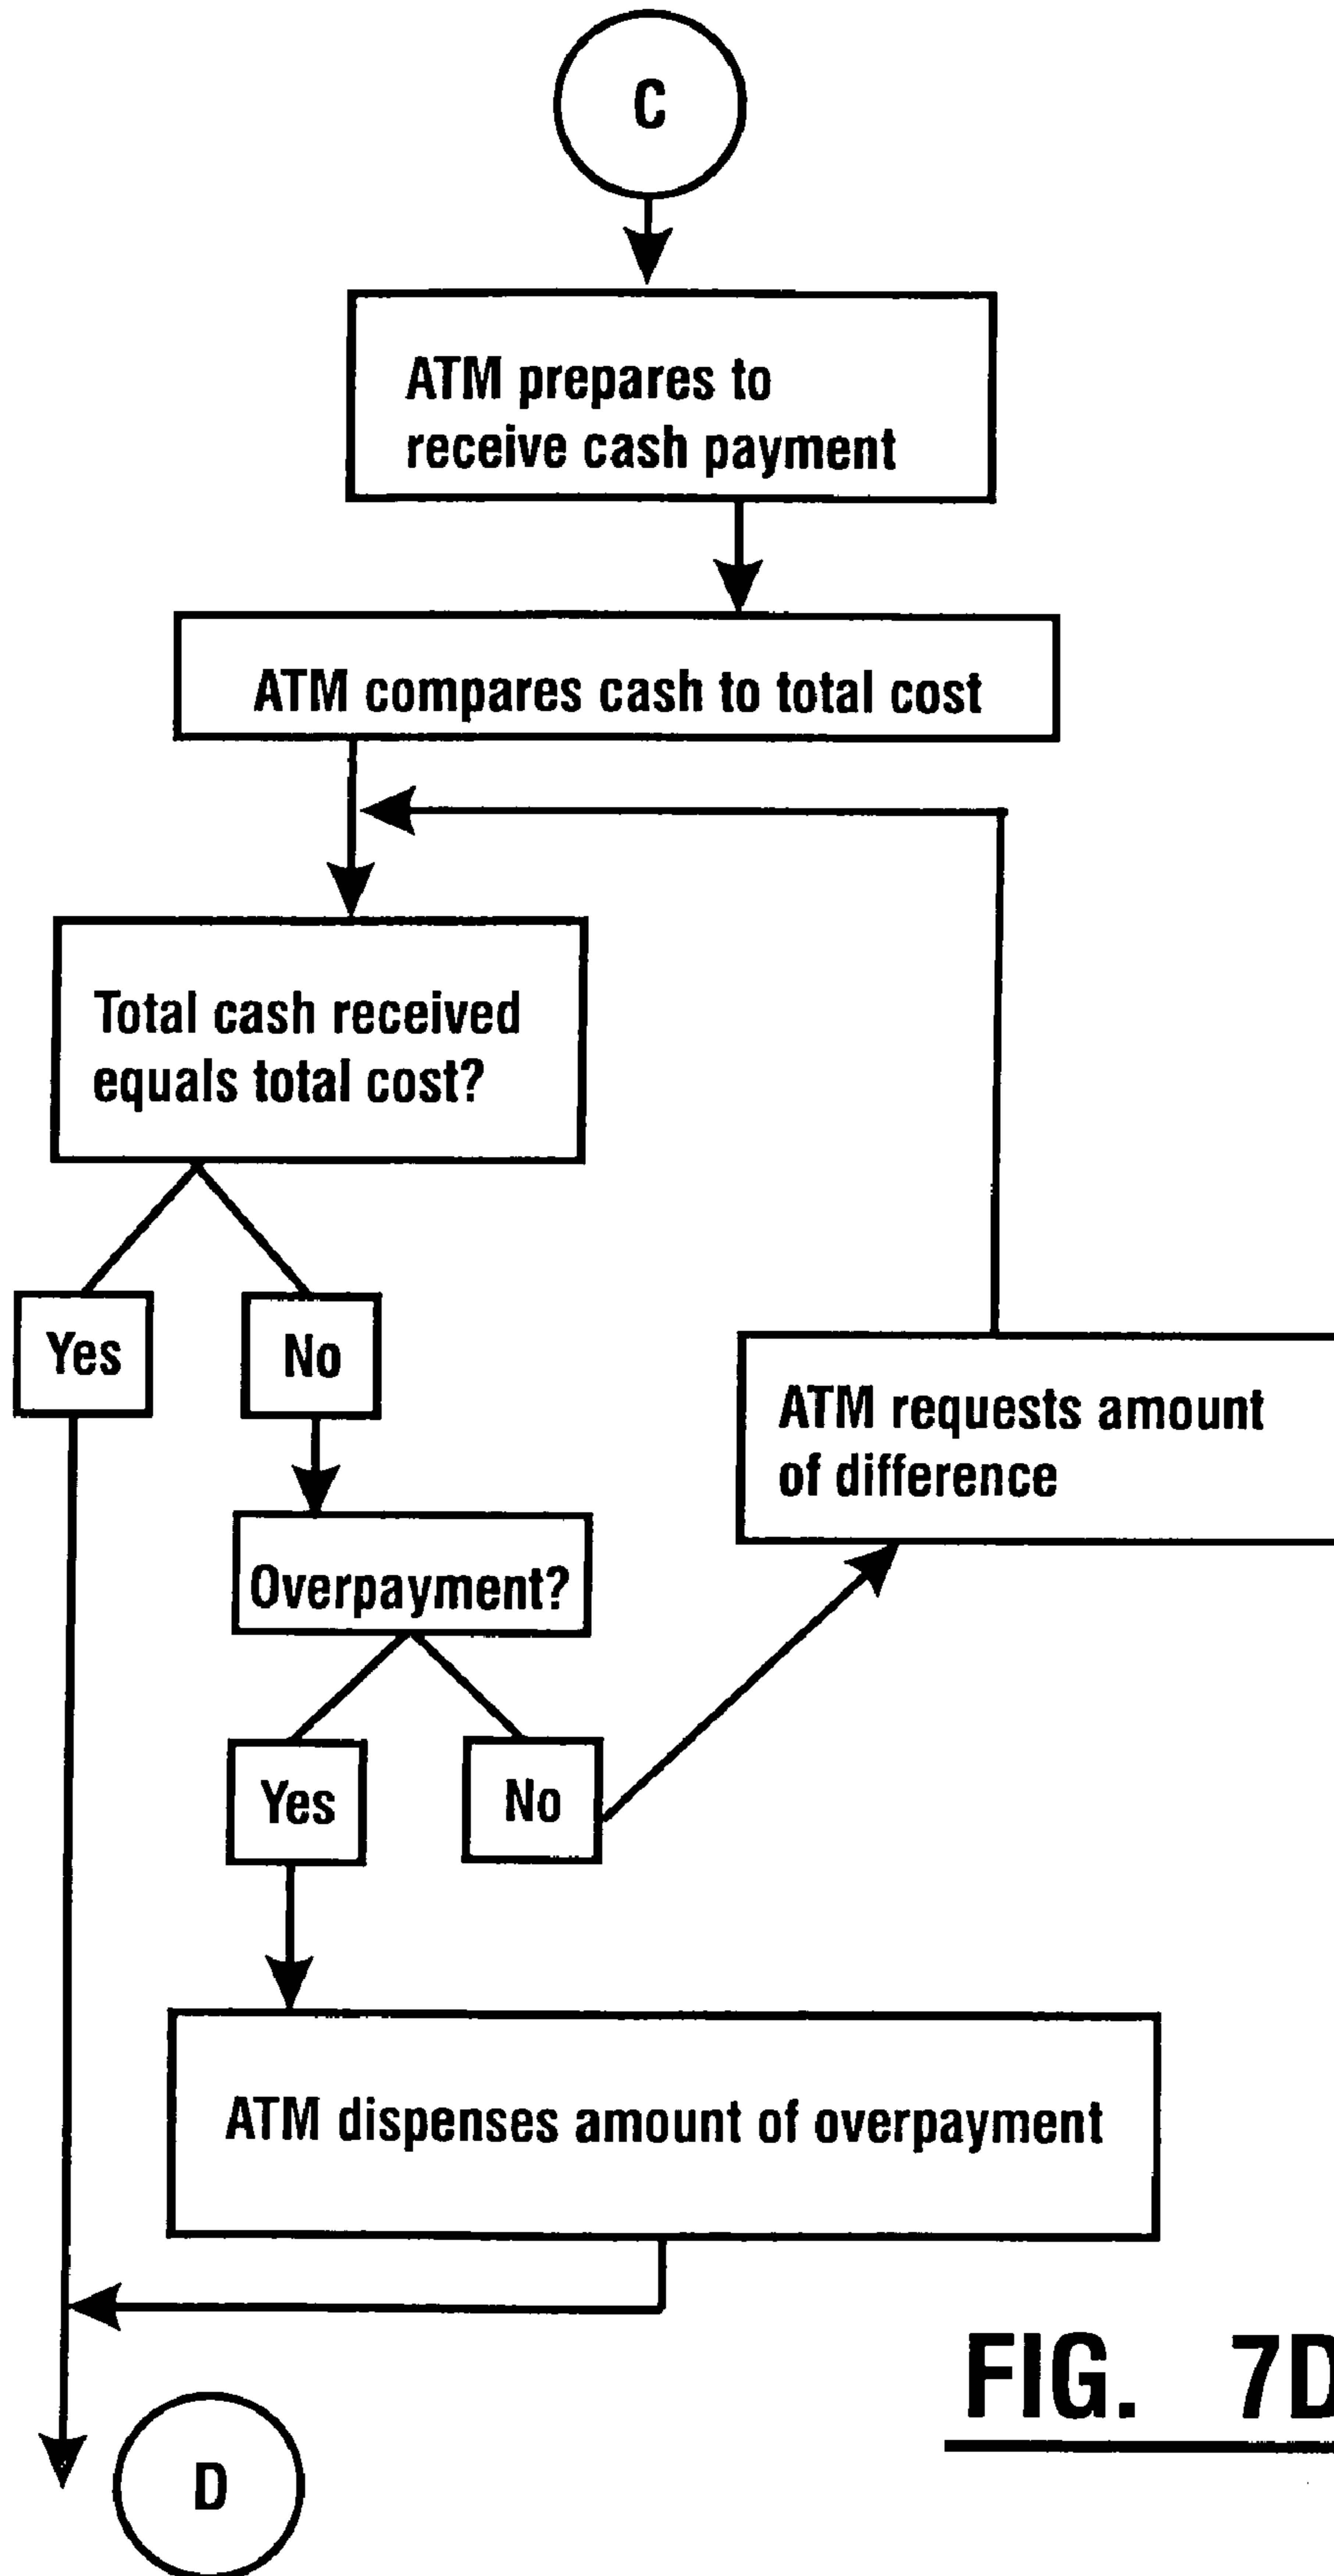 C
ATM prepares to
receive cash payment
ATM compares cash to total cost
Total cash received
equals total cost?
Yes
No
ATM requests amount
of difference
Overpayment?
Yes
No
ATM dispenses amount of overpayment
FIG. 7D
D